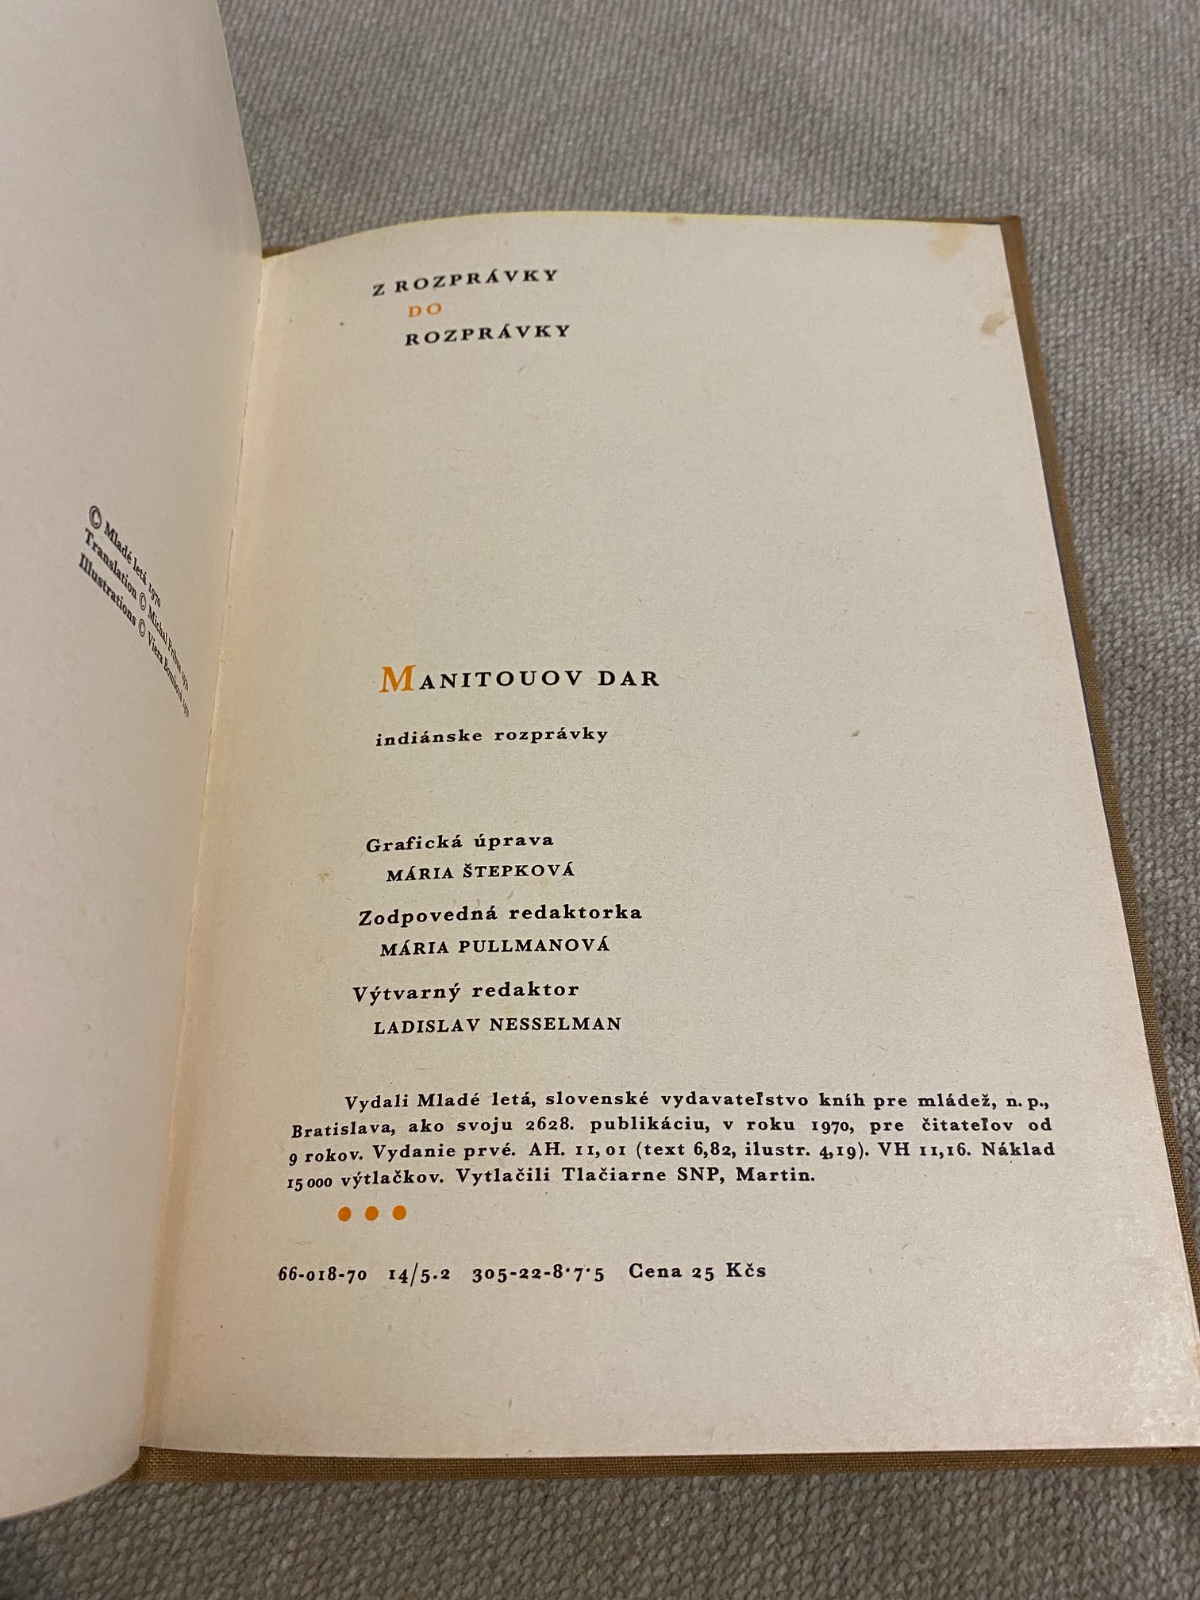 © Mladé letá 1970
Translation © Michal
Illustrations © Viera
Z ROZPRÁVKY
DO
ROZPRÁVKY
MANITOUOV DAR
indiánske rozprávky
Grafická úprava
MÁRIA ŠTEPKOVÁ
Zodpovedná redaktorka
MÁRIA PULLMANOVÁ
Výtvarný redaktor
LADISLAV NESSELMAN
Vydali Mladé letá, slovenské vydavateľstvo kníh pre mládež, n. p.,
Bratislava, ako svoju 2628. publikáciu, v roku 1970, pre čitateľov od
9 rokov. Vydanie prvé. AH. 11,01 (text 6,82, ilustr. 4,19). VH 11,16. Náklad
15 000 výtlačkov. Vytlačili Tlačiarne SNP, Martin.
66-018-70 14/5.2 305-22-8·7·5 Cena 25 Kčs